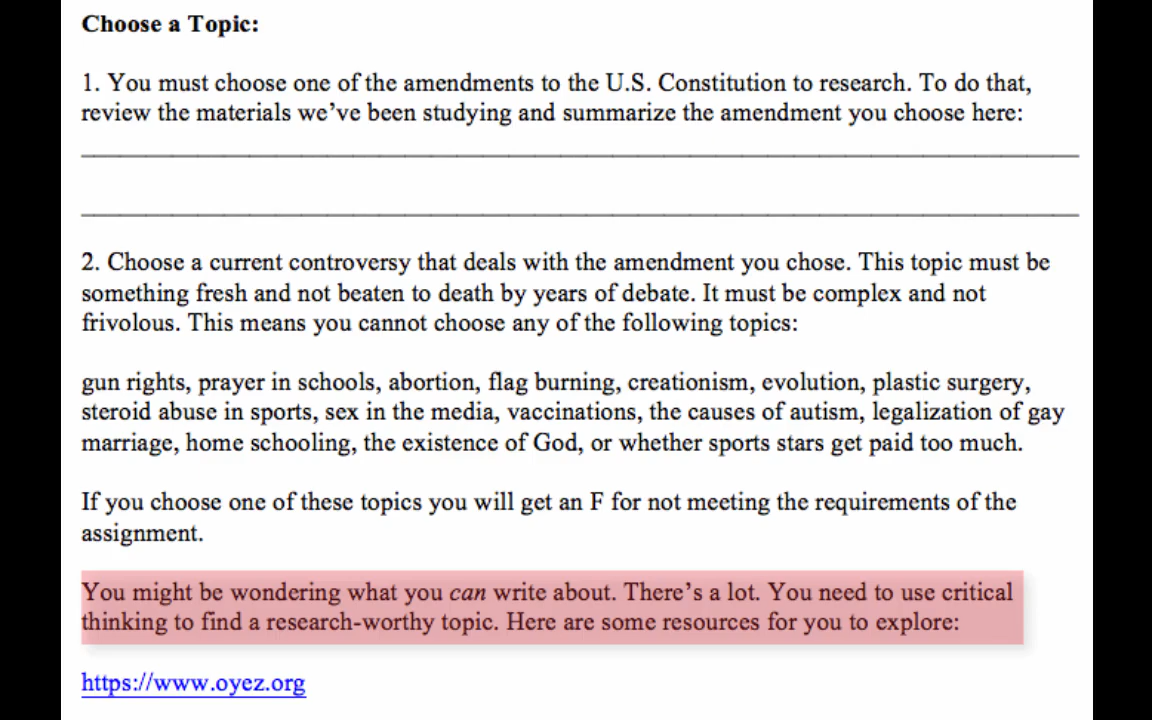 Choose a Topic:
1. You must choose one of the amendments to the U.S. Constitution to research. To do that,
review the materials we’ve been studying and summarize the amendment you choose here:
2. Choose a current controversy that deals with the amendment you chose. This topic must be
something fresh and not beaten to death by years of debate. It must be complex and not
frivolous. This means you cannot choose any of the following topics:
gun rights, prayer in schools, abortion, flag burning, creationism, evolution, plastic surgery,
steroid abuse in sports, sex in the media, vaccinations, the causes of autism, legalization of gay
marriage, home schooling, the existence of God, or whether sports stars get paid too much.
If you choose one of these topics you will get an F for not meeting the requirements of the
assignment.
You might be wondering what you can write about. There’s a lot. You need to use critical
thinking to find a research-worthy topic. Here are some resources for you to explore:
https://www.oyez.org